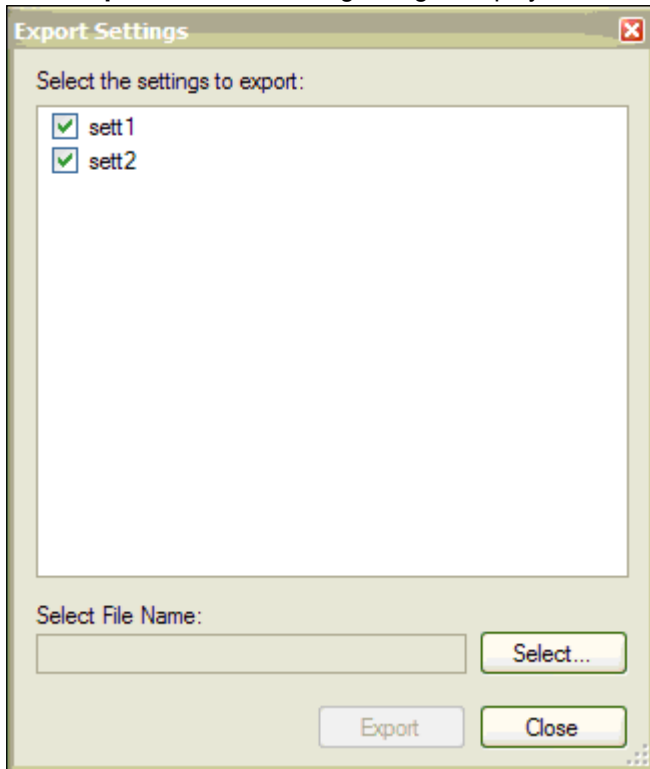 Export Settings
Select the settings to export:
sett1
sett2
Select File Name:
Select...
Export Close